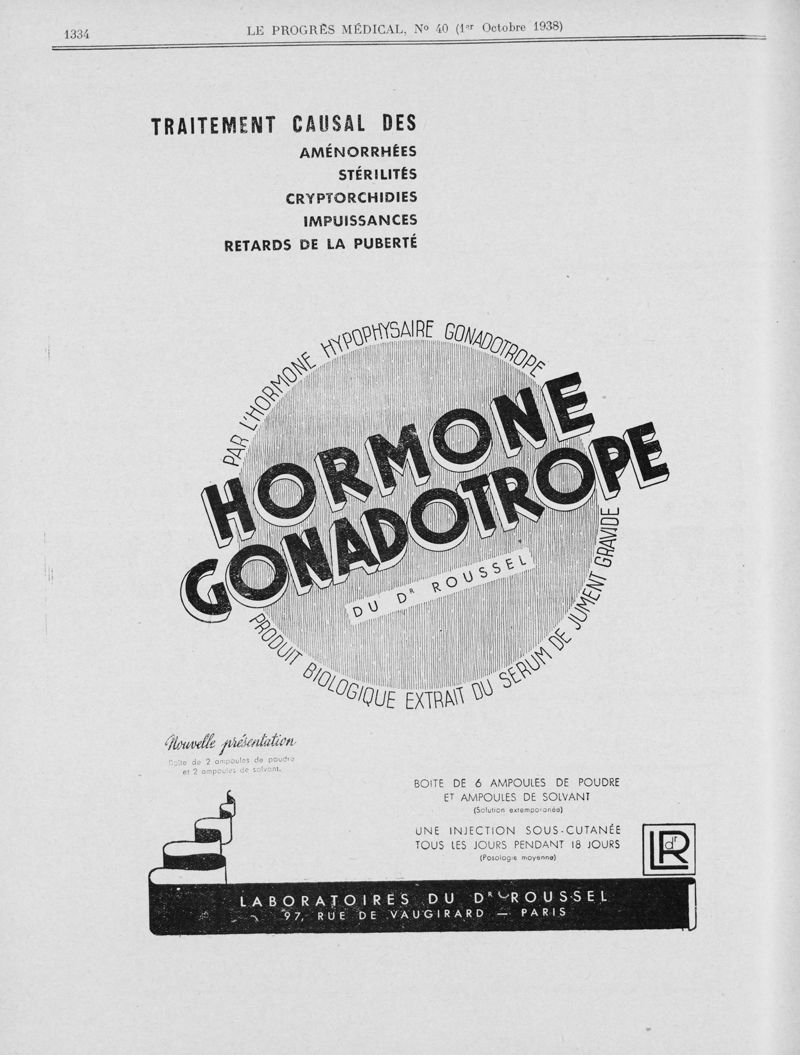 1334
LE PROGRÈS MÉDICAL, No 40 (1er Octobre 1938)
TRAITEMENT CAUSAL DES
AMÉNORRHÉES
STÉRILITÉS
CRYPTORCHIDIES
IMPUISSANCES
RETARDS DE LA PUBERTÉ
PAR L'HORMONE HYPOPHYSAIRE GONADOTROPE
HORMONE
GONADOTROPE
DU DR ROUSSEL
PRODUIT BIOLOGIQUE EXTRAIT DU SERUM DE JUMENT GRAVIDE
Nouvelle présentation
Boîte de 2 ampoules de poudre
et 2 ampoules de solvant.
BOITE DE 6 AMPOULES DE POUDRE
ET AMPOULES DE SOLVANT
(Solution extemporanée)
UNE INJECTION SOUS-CUTANÉE
TOUS LES JOURS PENDANT 18 JOURS
(Posologie moyenne)
LdrR
LABORATOIRES DU DR ROUSSEL
97, RUE DE VAUGIRARD — PARIS